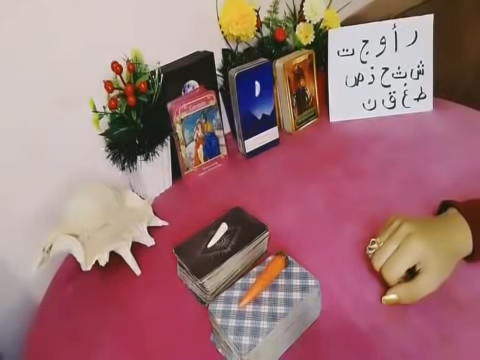 ر أ و ج ت
ش ث ح ذ ص
ط غ ق ن